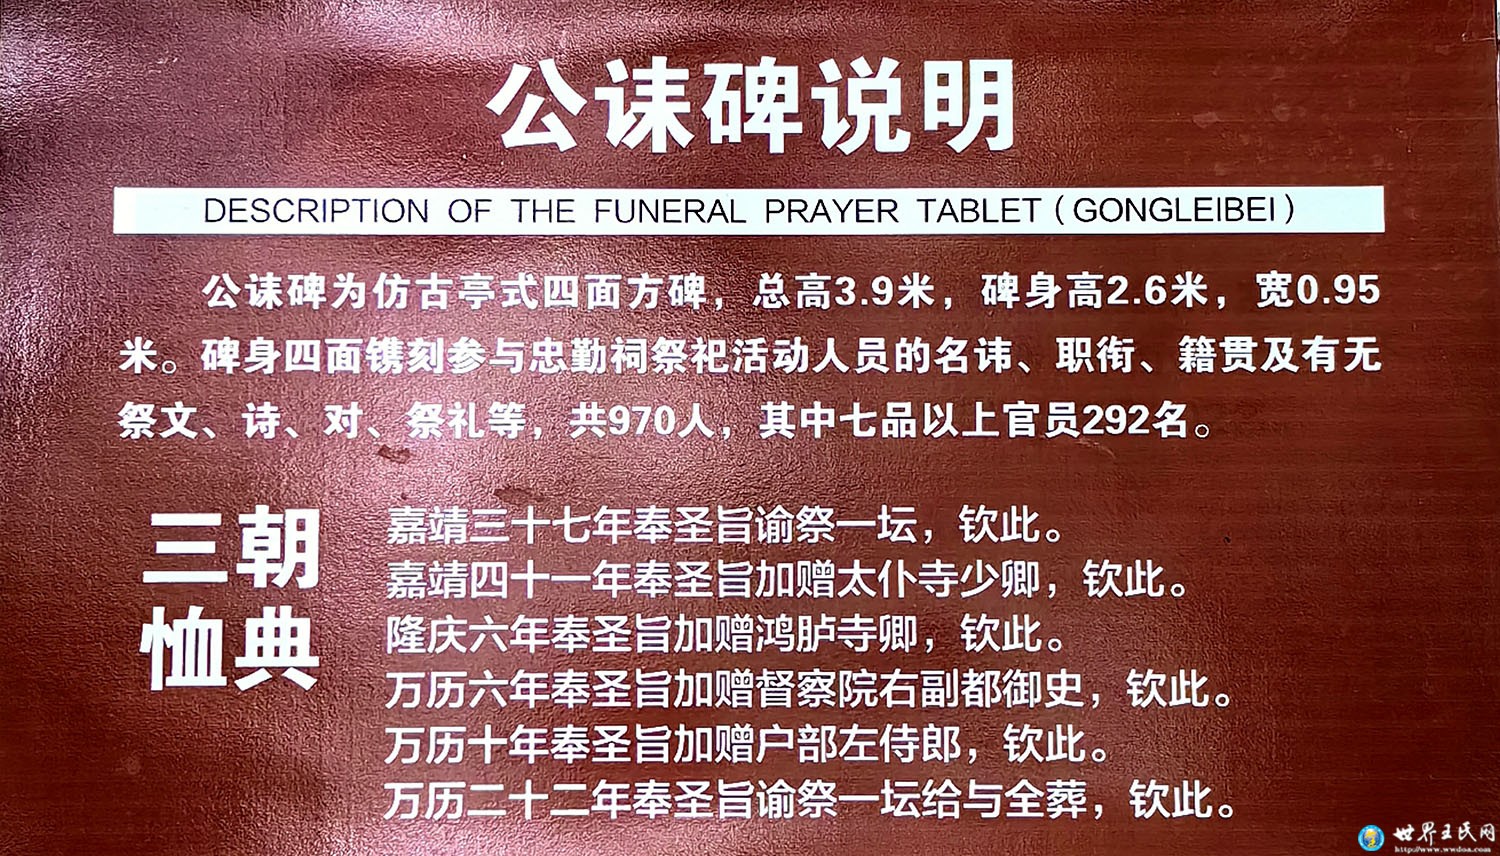 公诔碑说明
DESCRIPTION OF THE FUNERAL PRAYER TABLET (GONGLEIBEI)
公诔碑为仿古亭式四面方碑，总高3.9米，碑身高2.6米，宽0.95
米。碑身四面镌刻参与忠勤祠祭祀活动人员的名讳、职衔、籍贯及有无
祭文、诗、对、祭礼等，共970人，其中七品以上官员292名。
三朝
恤典
嘉靖三十七年奉圣旨谕祭一坛，钦此。
嘉靖四十一年奉圣旨加赠太仆寺少卿，钦此。
隆庆六年奉圣旨加赠鸿胪寺卿，钦此。
万历六年奉圣旨加赠督察院右副都御史，钦此。
万历十年奉圣旨加赠户部左侍郎，钦此。
万历二十二年奉圣旨谕祭一坛给与全葬，钦此。
世界王氏网
http://www.wwdoa.com